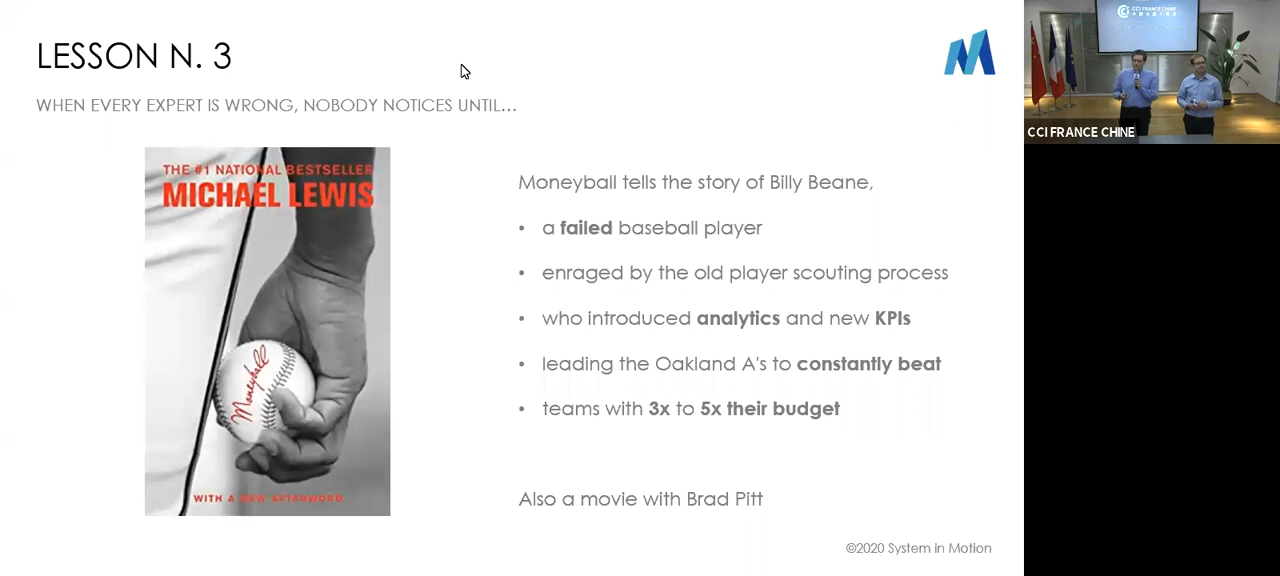 LESSON N. 3
WHEN EVERY EXPERT IS WRONG, NOBODY NOTICES UNTIL...
THE #1 NATIONAL BESTSELLER
MICHAEL LEWIS
Moneyball
WITH A NEW AFTERWORD
Moneyball tells the story of Billy Beane,
• a failed baseball player
• enraged by the old player scouting process
• who introduced analytics and new KPIs
• leading the Oakland A's to constantly beat
• teams with 3x to 5x their budget
Also a movie with Brad Pitt
©2020 System in Motion
CCI FRANCE CHINE
CCI FRANCE CHINE